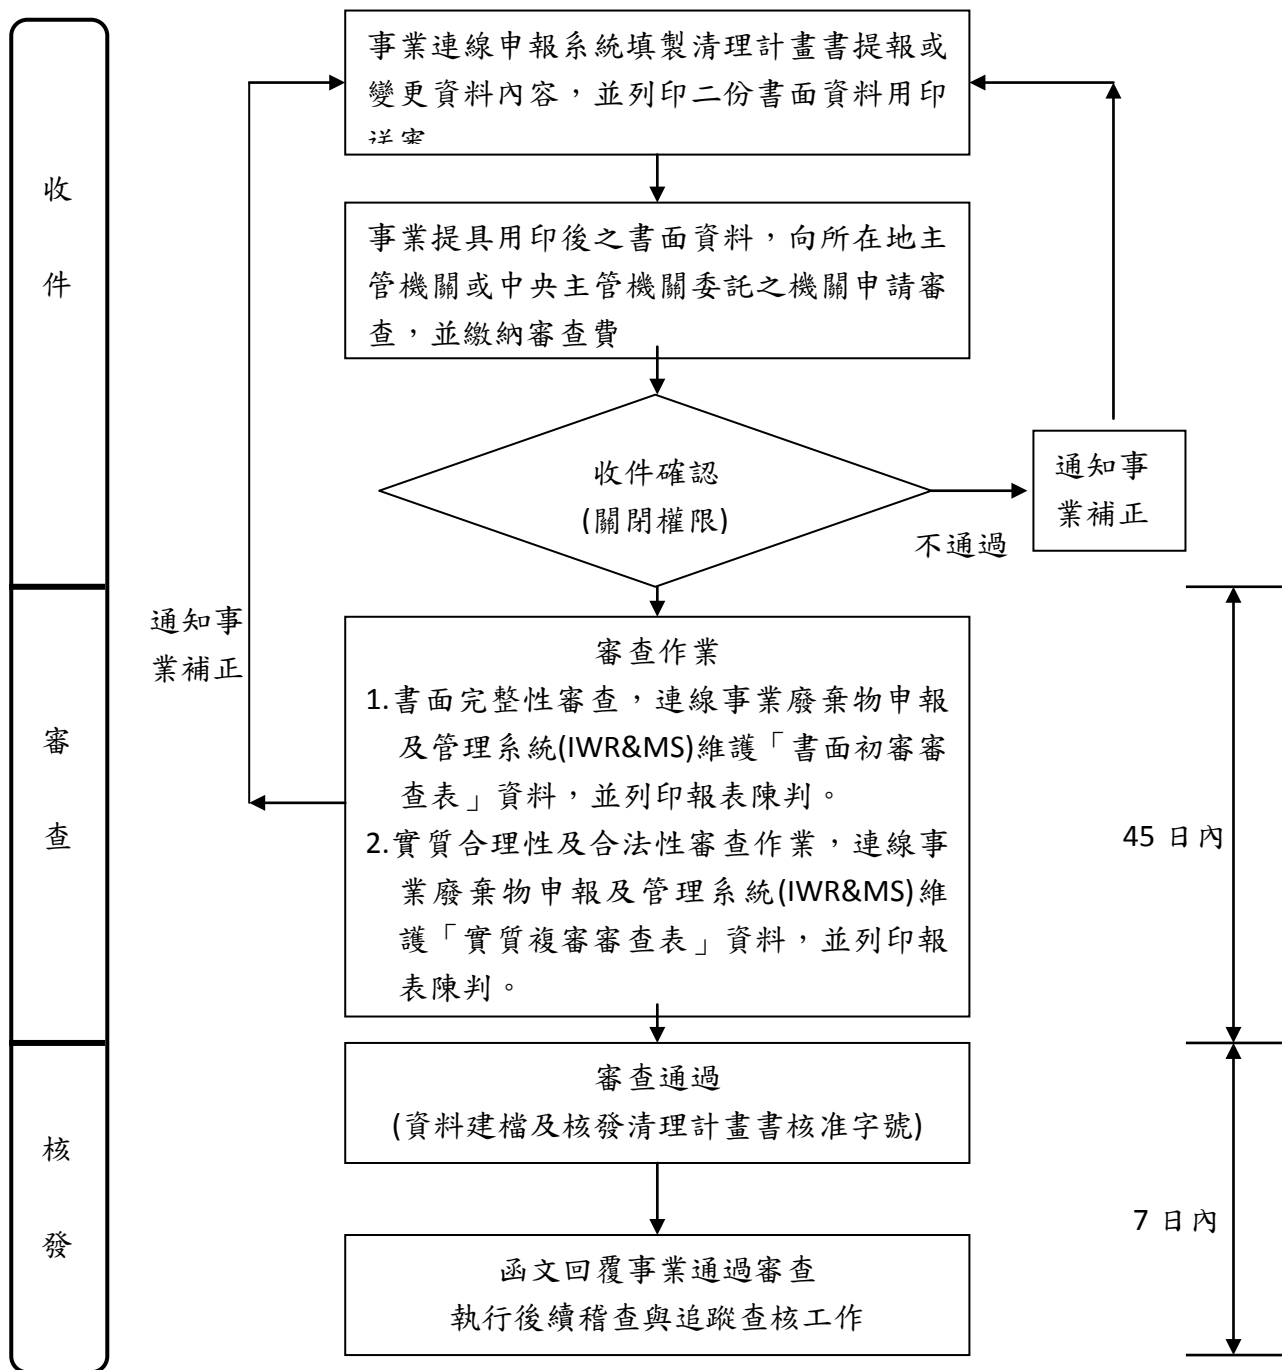 事業連線申報系統填製清理計畫書提報或
變更資料內容，並列印二份書面資料用印
送審
收
件
事業提具用印後之書面資料，向所在地主
管機關或中央主管機關委託之機關申請審
查，並繳納審查費
收件確認
(關閉權限)
不通過
通知事
業補正
通知事
業補正
審
查
審查作業
1.書面完整性審查，連線事業廢棄物申報
及管理系統(IWR&MS)維護「書面初審審
查表」資料，並列印報表陳判。
2.實質合理性及合法性審查作業，連線事
業廢棄物申報及管理系統(IWR&MS)維
護「實質複審審查表」資料，並列印報
表陳判。
45 日內
核
發
審查通過
(資料建檔及核發清理計畫書核准字號)
7 日內
函文回覆事業通過審查
執行後續稽查與追蹤查核工作